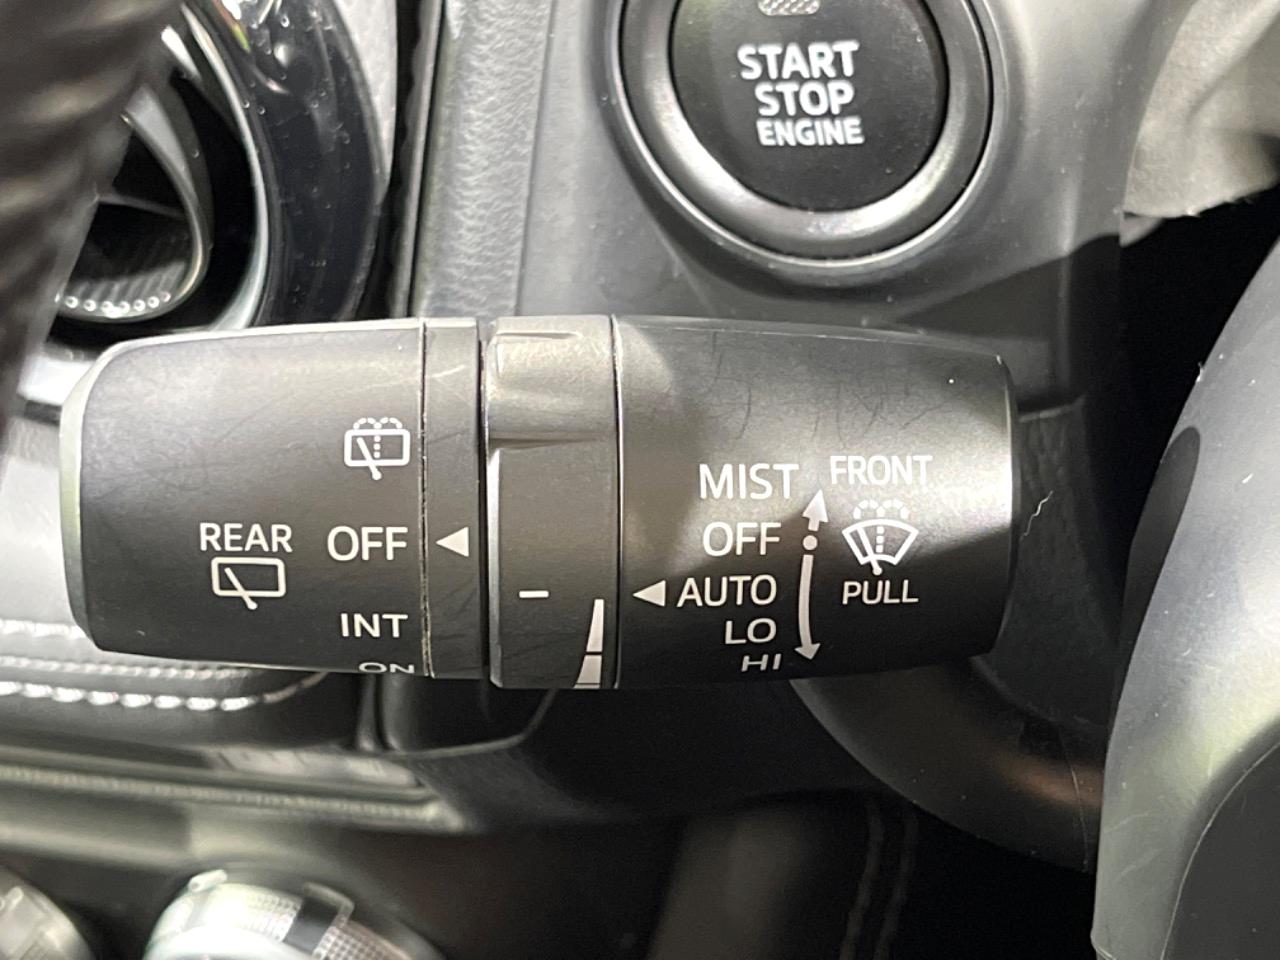 START
STOP
ENGINE
REAR
OFF
INT
ON
MIST
OFF
AUTO
LO
HI
FRONT
PULL